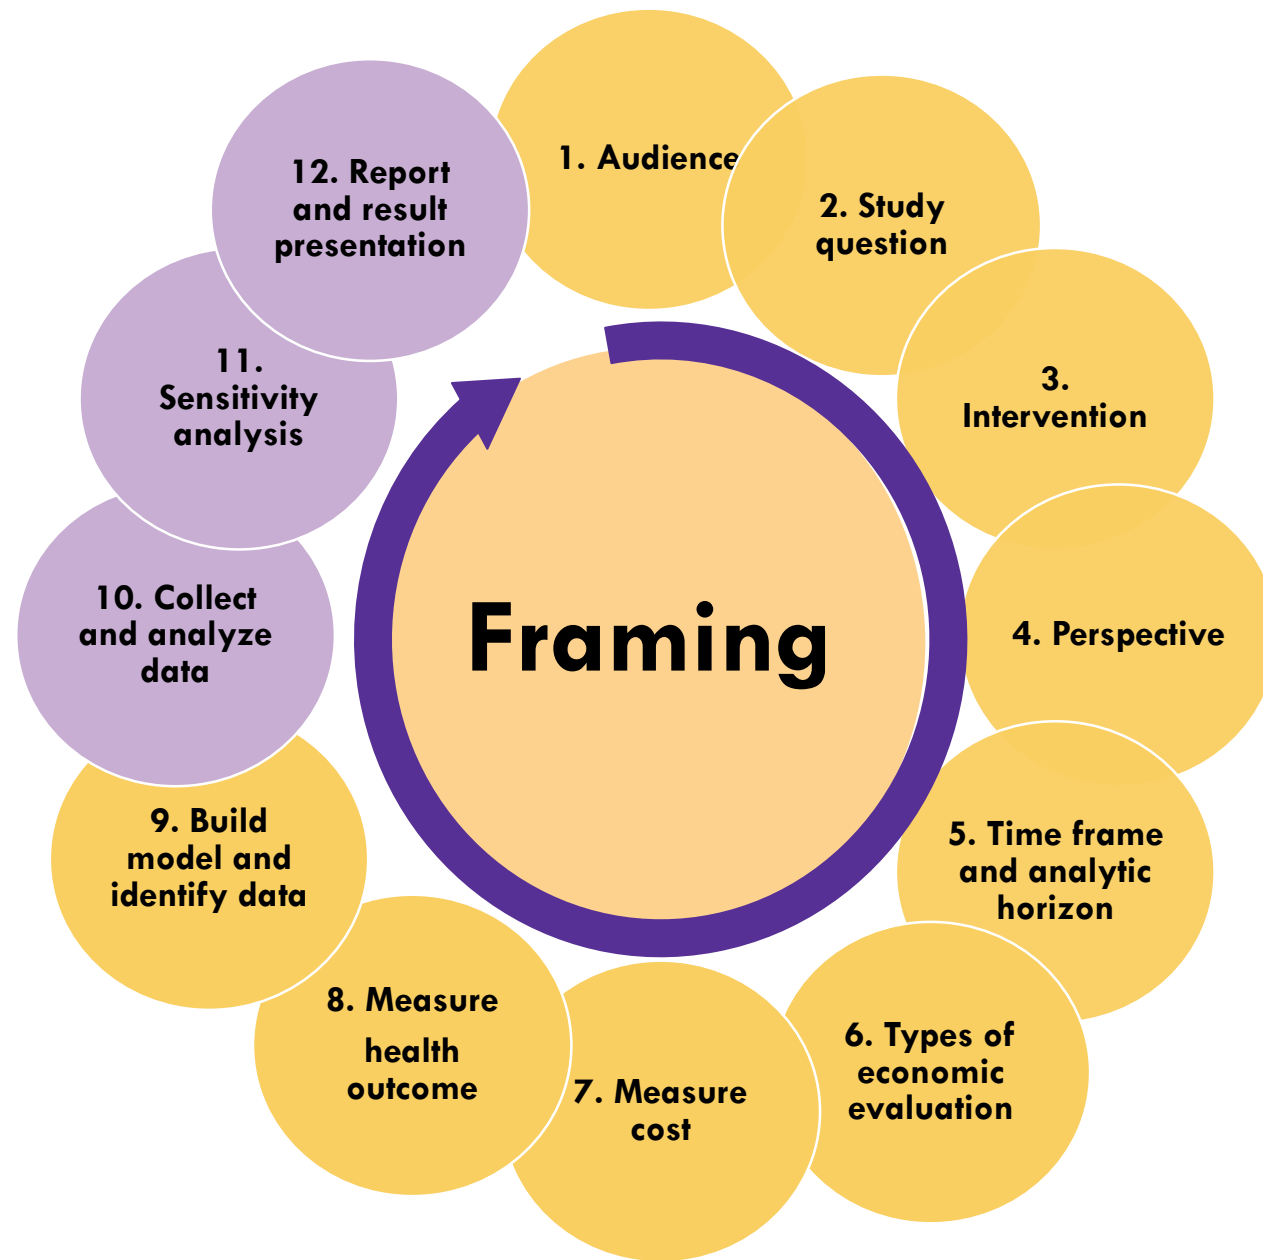 1. Audience
2. Study
question
3.
Intervention
4. Perspective
5. Time frame
and analytic
horizon
6. Types of
economic
evaluation
7. Measure
cost
8. Measure
health
outcome
9. Build
model and
identify data
10. Collect
and analyze
data
11.
Sensitivity
analysis
12. Report
and result
presentation
Framing